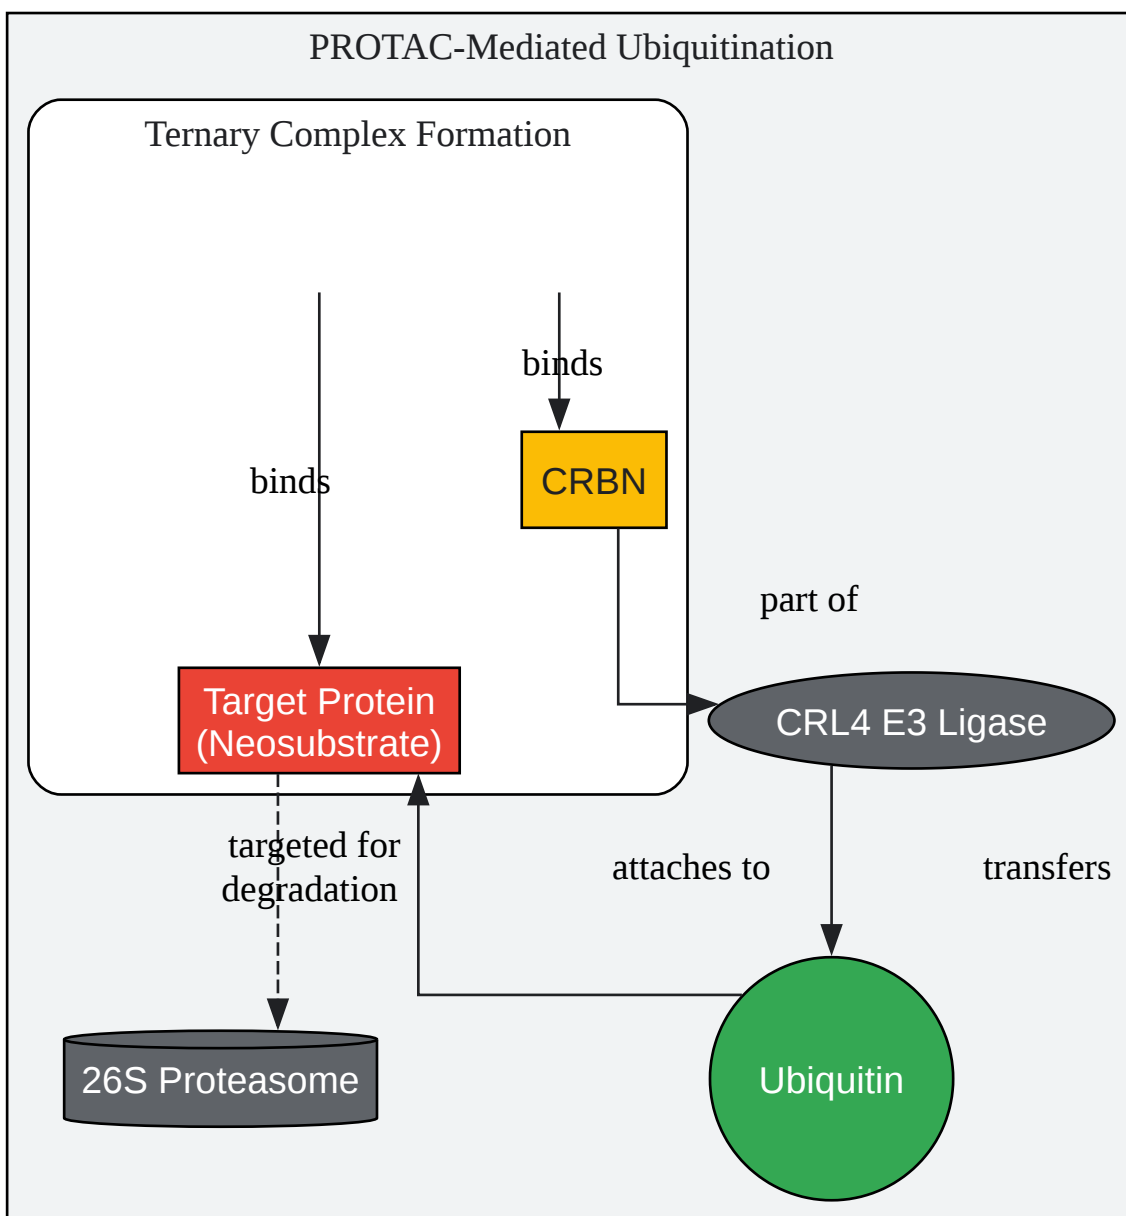 PROTAC-Mediated Ubiquitination
Ternary Complex Formation
binds
CRBN
binds
part of
Target Protein
(Neosubstrate)
CRL4 E3 Ligase
targeted for
degradation
attaches to
transfers
26S Proteasome
Ubiquitin